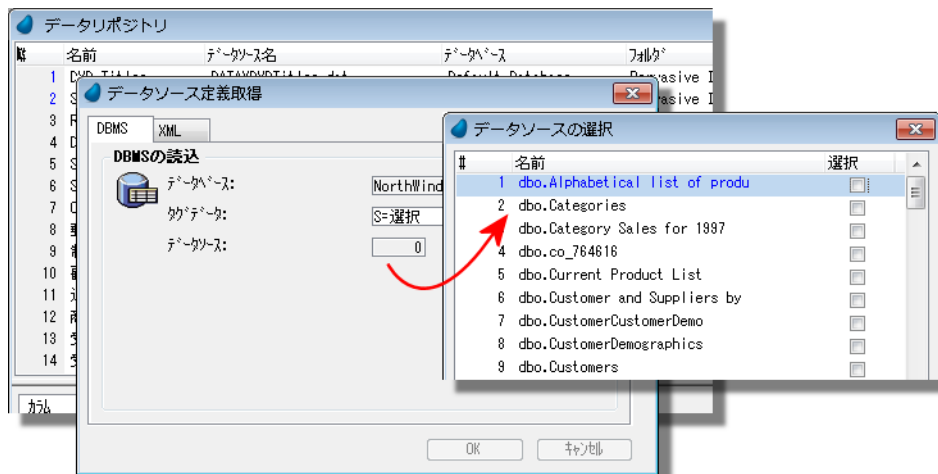 データリポジトリ
# 名前 ﾃﾞｰﾀｿｰｽ名 ﾃﾞｰﾀﾍﾞｰｽ ﾌｫﾙﾀﾞ
1
2
3
4
5
6
7
8
9
10
11
12
13
14
ｶﾗﾑ
データソース定義取得
DBMS XML
DBMSの読込
ﾃﾞｰﾀﾍﾞｰｽ: NorthWind
ﾀｸﾞﾃﾞｰﾀ: S=選択
ﾃﾞｰﾀｿｰｽ: 0
OK ｷｬﾝｾﾙ
データソースの選択
# 名前 選択
1 dbo.Alphabetical list of produ
2 dbo.Categories
dbo.Category Sales for 1997
4 dbo.co_764616
5 dbo.Current Product List
6 dbo.Customer and Suppliers by
7 dbo.CustomerCustomerDemo
8 dbo.CustomerDemographics
9 dbo.Customers